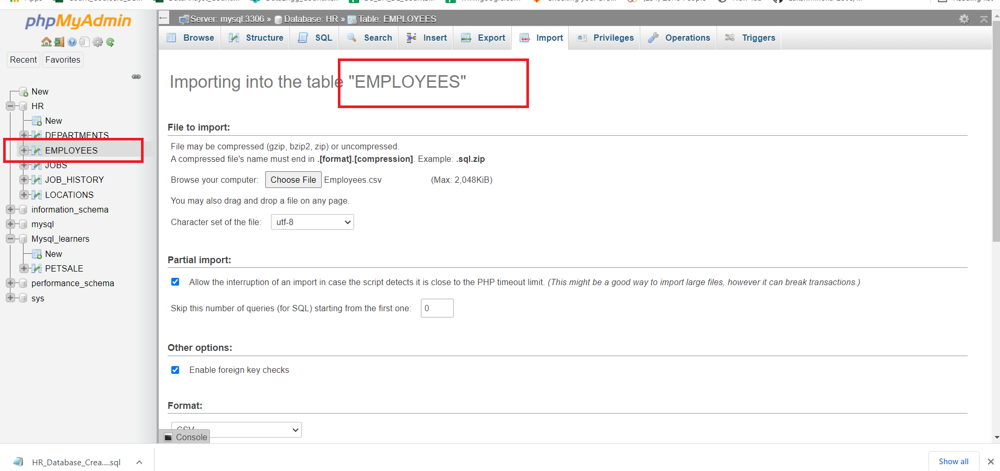 phpMyAdmin
Recent Favorites
New
HR
New
DEPARTMENTS
EMPLOYEES
JOBS
JOB_HISTORY
LOCATIONS
information_schema
mysql
Mysql_learners
New
PETSALE
performance_schema
sys
Server: mysql:3306 » Database: HR » Table: EMPLOYEES
Browse Structure SQL Search Insert Export Import Privileges Operations Triggers
Importing into the table "EMPLOYEES"
File to import:
File may be compressed (gzip, bzip2, zip) or uncompressed.
A compressed file's name must end in .[format].[compression]. Example: .sql.zip
Browse your computer: Choose File Employees.csv (Max: 2,048KiB)
You may also drag and drop a file on any page.
Character set of the file: utf-8
Partial import:
Allow the interruption of an import in case the script detects it is close to the PHP timeout limit. (This might be a good way to import large files, however it can break transactions.)
Skip this number of queries (for SQL) starting from the first one: 0
Other options:
Enable foreign key checks
Format:
CSV
Console
HR_Database_Crea....sql
Show all